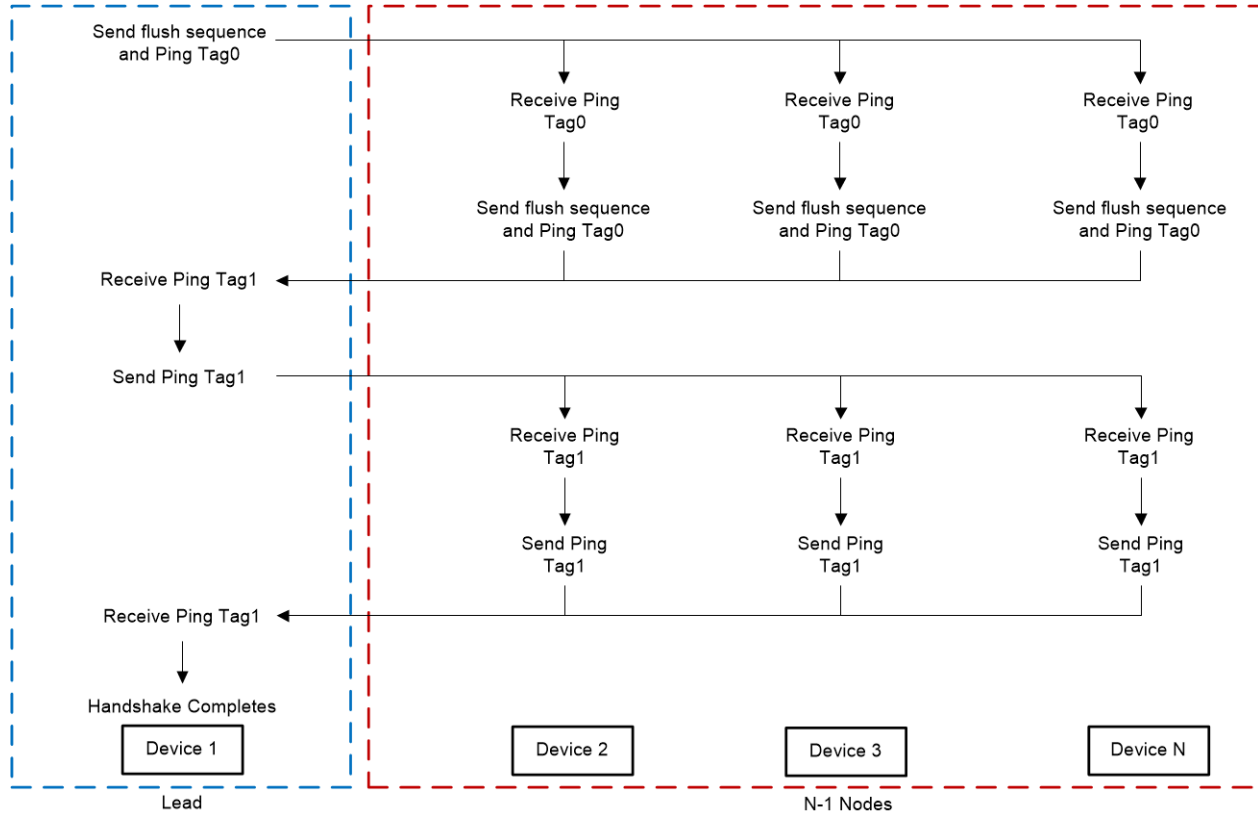 Send flush sequence
and Ping Tag0
Receive Ping
Tag0
Receive Ping
Tag0
Receive Ping
Tag0
Send flush sequence
and Ping Tag0
Send flush sequence
and Ping Tag0
Send flush sequence
and Ping Tag0
Receive Ping Tag1
Send Ping Tag1
Receive Ping
Tag1
Receive Ping
Tag1
Receive Ping
Tag1
Send Ping
Tag1
Send Ping
Tag1
Send Ping
Tag1
Receive Ping Tag1
Handshake Completes
Device 1
Device 2
Device 3
Device N
Lead
N-1 Nodes